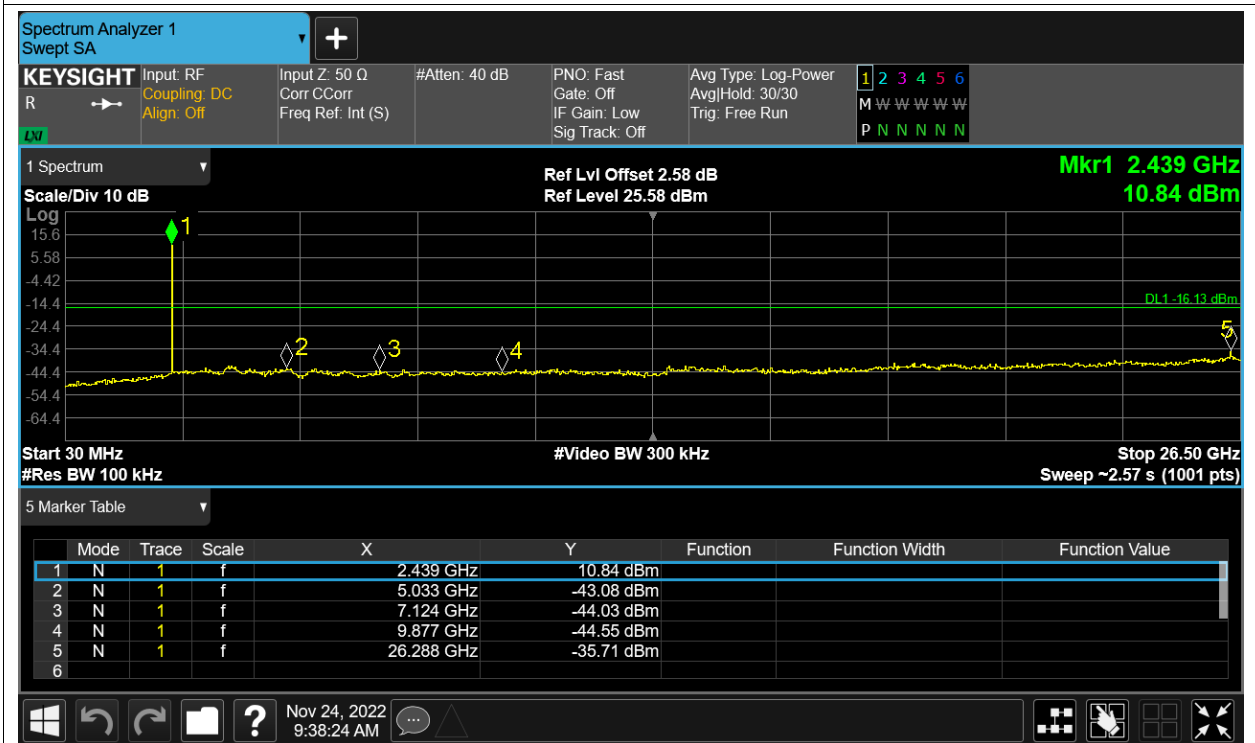 Spectrum Analyzer 1
Swept SA
KEYSIGHT
R
LXI
Input: RF
Coupling: DC
Align: Off
Input Z: 50 Ω
Corr CCorr
Freq Ref: Int (S)
#Atten: 40 dB
PNO: Fast
Gate: Off
IF Gain: Low
Sig Track: Off
Avg Type: Log-Power
Avg|Hold: 30/30
Trig: Free Run
1 2 3 4 5 6
M W W W W W
P N N N N N
1 Spectrum
Scale/Div 10 dB
Ref Lvl Offset 2.58 dB
Ref Level 25.58 dBm
Mkr1 2.439 GHz
10.84 dBm
Log
15.6
5.58
-4.42
-14.4
-24.4
-34.4
-44.4
-54.4
-64.4
1
2
3
4
5
DL1 -16.13 dBm
Start 30 MHz
#Video BW 300 kHz
Stop 26.50 GHz
#Res BW 100 kHz
Sweep ~2.57 s (1001 pts)
5 Marker Table
Mode Trace Scale X Y Function Function Width Function Value
1 N 1 f 2.439 GHz 10.84 dBm
2 N 1 f 5.033 GHz -43.08 dBm
3 N 1 f 7.124 GHz -44.03 dBm
4 N 1 f 9.877 GHz -44.55 dBm
5 N 1 f 26.288 GHz -35.71 dBm
6
?
Nov 24, 2022
9:38:24 AM